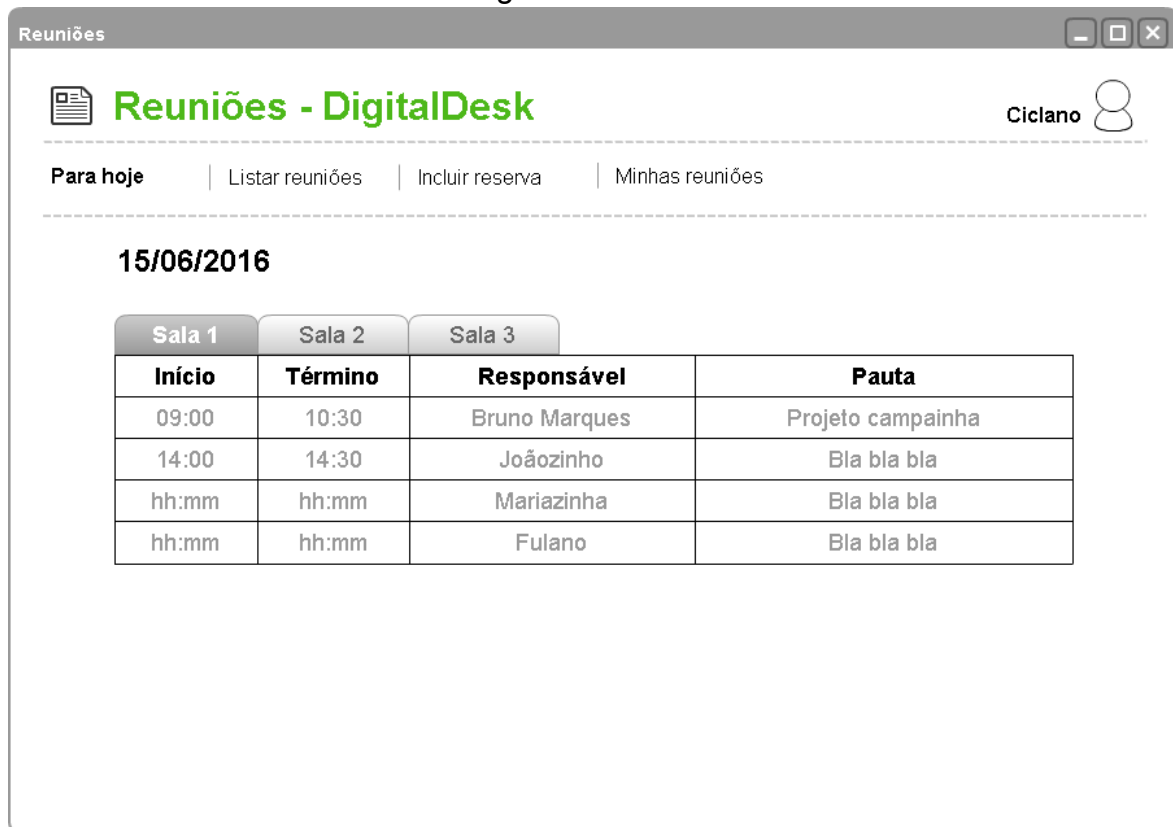 Reuniões
Reuniões - DigitalDesk
Ciclano
Para hoje Listar reuniões Incluir reserva Minhas reuniões
15/06/2016
Sala 1 Sala 2 Sala 3
Início Término Responsável Pauta
09:00 10:30 Bruno Marques Projeto campainha
14:00 14:30 Joãozinho Bla bla bla
hh:mm hh:mm Mariazinha Bla bla bla
hh:mm hh:mm Fulano Bla bla bla